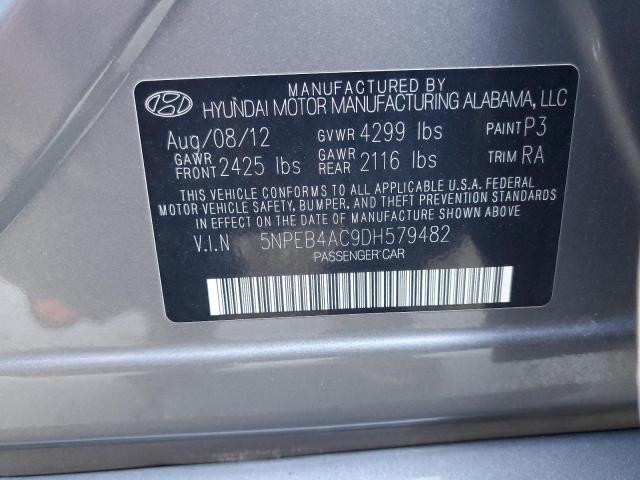 MANUFACTURED BY
HYUNDAI MOTOR MANUFACTURING ALABAMA, LLC
Aug/08/12 GVWR 4299 lbs PAINT P3
GAWR FRONT 2425 lbs GAWR REAR 2116 lbs TRIM RA
THIS VEHICLE CONFORMS TO ALL APPLICABLE U.S.A. FEDERAL
MOTOR VEHICLE SAFETY, BUMPER, AND THEFT PREVENTION
STANDARDS IN EFFECT ON THE DATE OF MANUFACTURE SHOWN ABOVE.
V.I.N 5NPEB4AC9DH579482
PASSENGER CAR